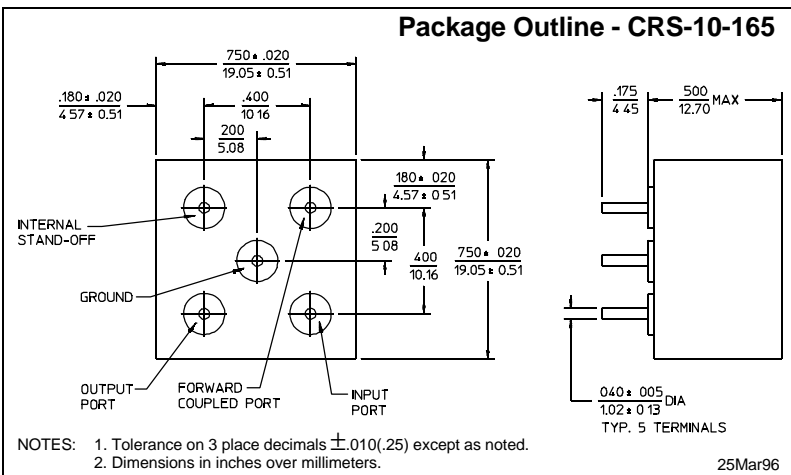 Package Outline - CRS-10-165
750± .020
19.05± 0.51
.180± .020
4 57± 0.51
.400
10 16
200
5.08
.175
4 45
500 MAX
12.70
180± 020
4.57± 0 51
.200
5 08
400
10.16
750± 020
19.05± 0.51
INTERNAL
STAND-OFF
GROUND
OUTPUT
PORT
FORWARD
COUPLED PORT
INPUT
PORT
040± 005 DIA
1.02± 0 13
TYP. 5 TERMINALS
NOTES: 1. Tolerance on 3 place decimals ±.010(.25) except as noted.
2. Dimensions in inches over millimeters.
25Mar96